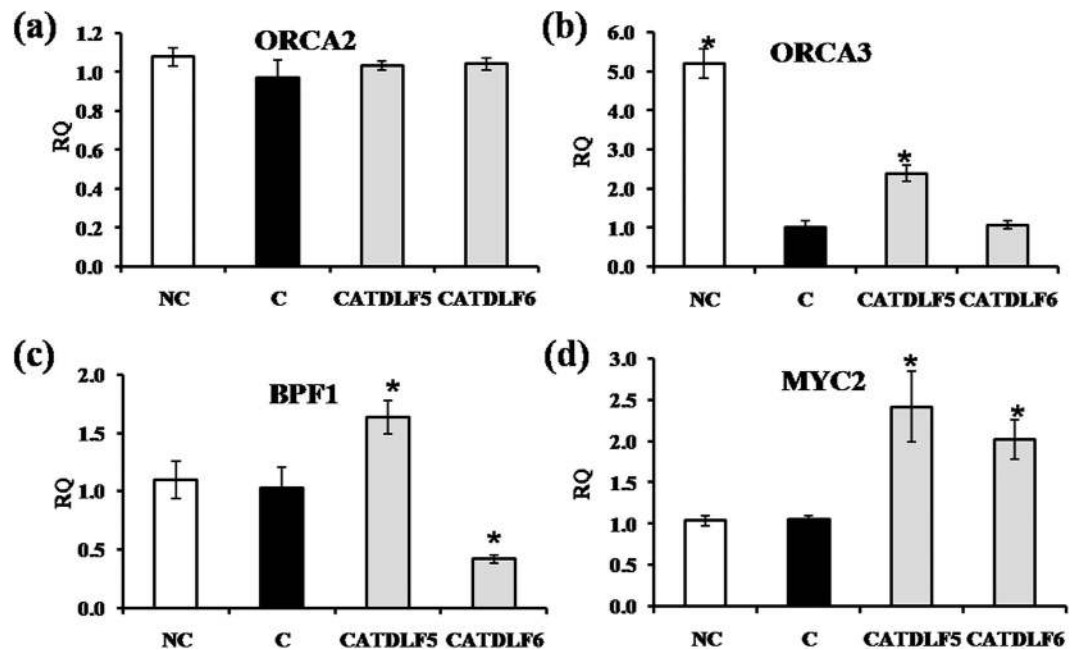 (a)
ORCA2
1.2
1.0
0.8
0.6
0.4
0.2
0.0
RQ
NC C CATDLF5 CATDLF6
(b)
ORCA3
6.0
5.0
4.0
3.0
2.0
1.0
0.0
RQ
*
*
NC C CATDLF5 CATDLF6
(c)
BPF1
2.0
1.5
1.0
0.5
0.0
RQ
*
*
NC C CATDLF5 CATDLF6
(d)
MYC2
3.0
2.5
2.0
1.5
1.0
0.5
0.0
RQ
*
*
NC C CATDLF5 CATDLF6